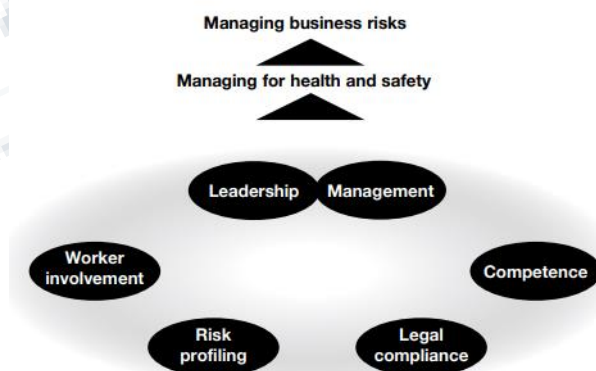 Managing business risks
Managing for health and safety
Leadership
Management
Worker
involvement
Competence
Risk
profiling
Legal
compliance